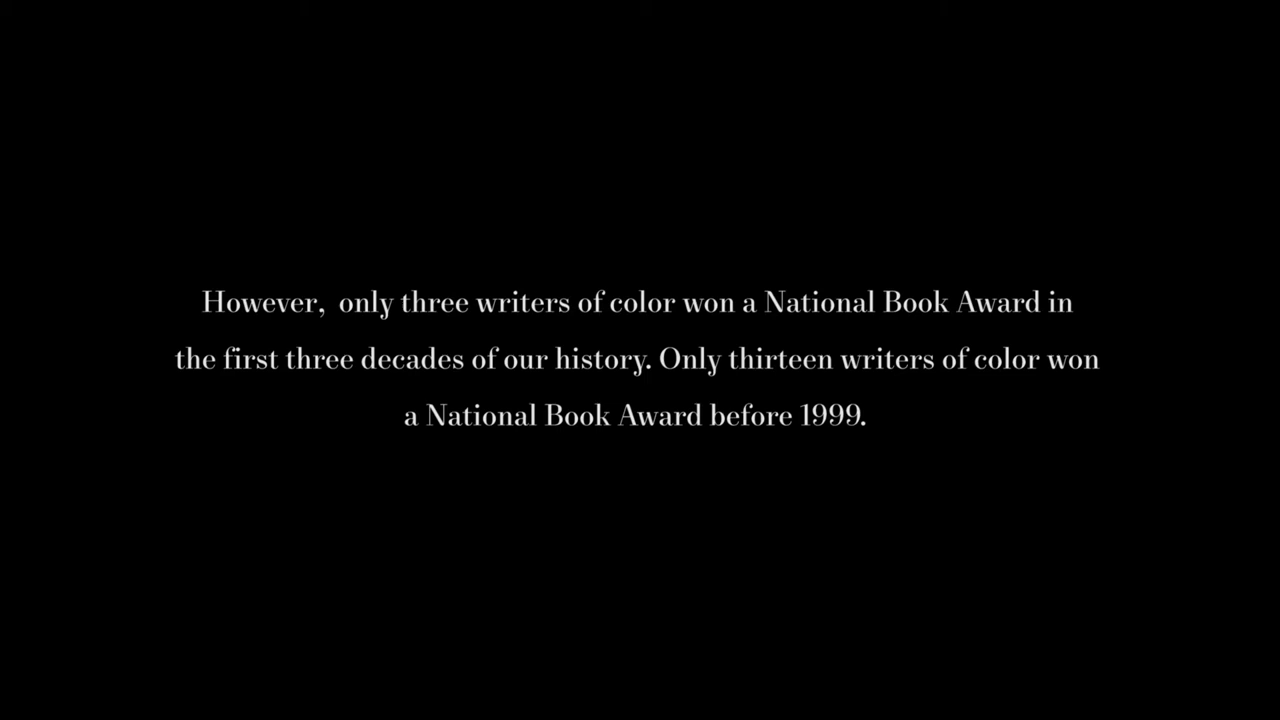 However,  only three writers of color won a National Book Award in
the first three decades of our history. Only thirteen writers of color won
a National Book Award before 1999.